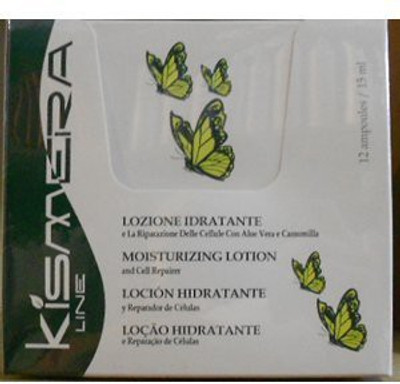 KiSMERA
LINE
12 ampoules / 15 ml
LOZIONE IDRATANTE
e La Riparazione Delle Cellule Con Aloe Vera e Camomilla
MOISTURIZING LOTION
and Cell Repairer
LOCIÓN HIDRATANTE
y Reparador de Células
LOÇÃO HIDRATANTE
e Reparação de Células